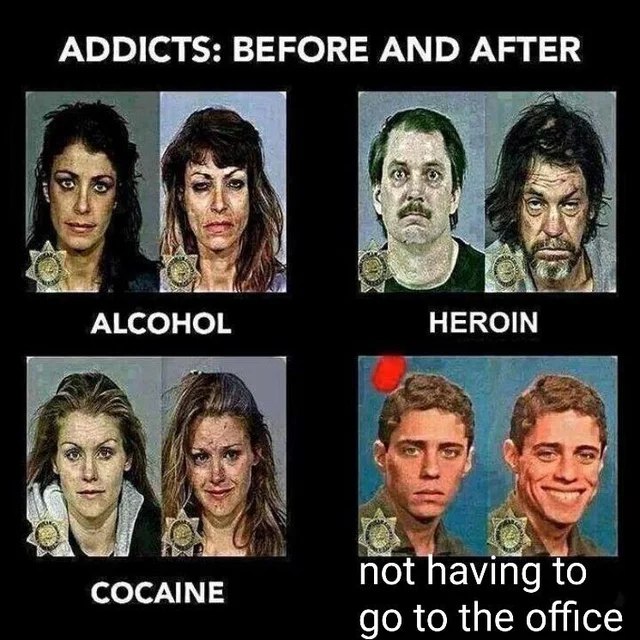 ADDICTS: BEFORE AND AFTER
ALCOHOL
HEROIN
COCAINE
not having to
go to the office